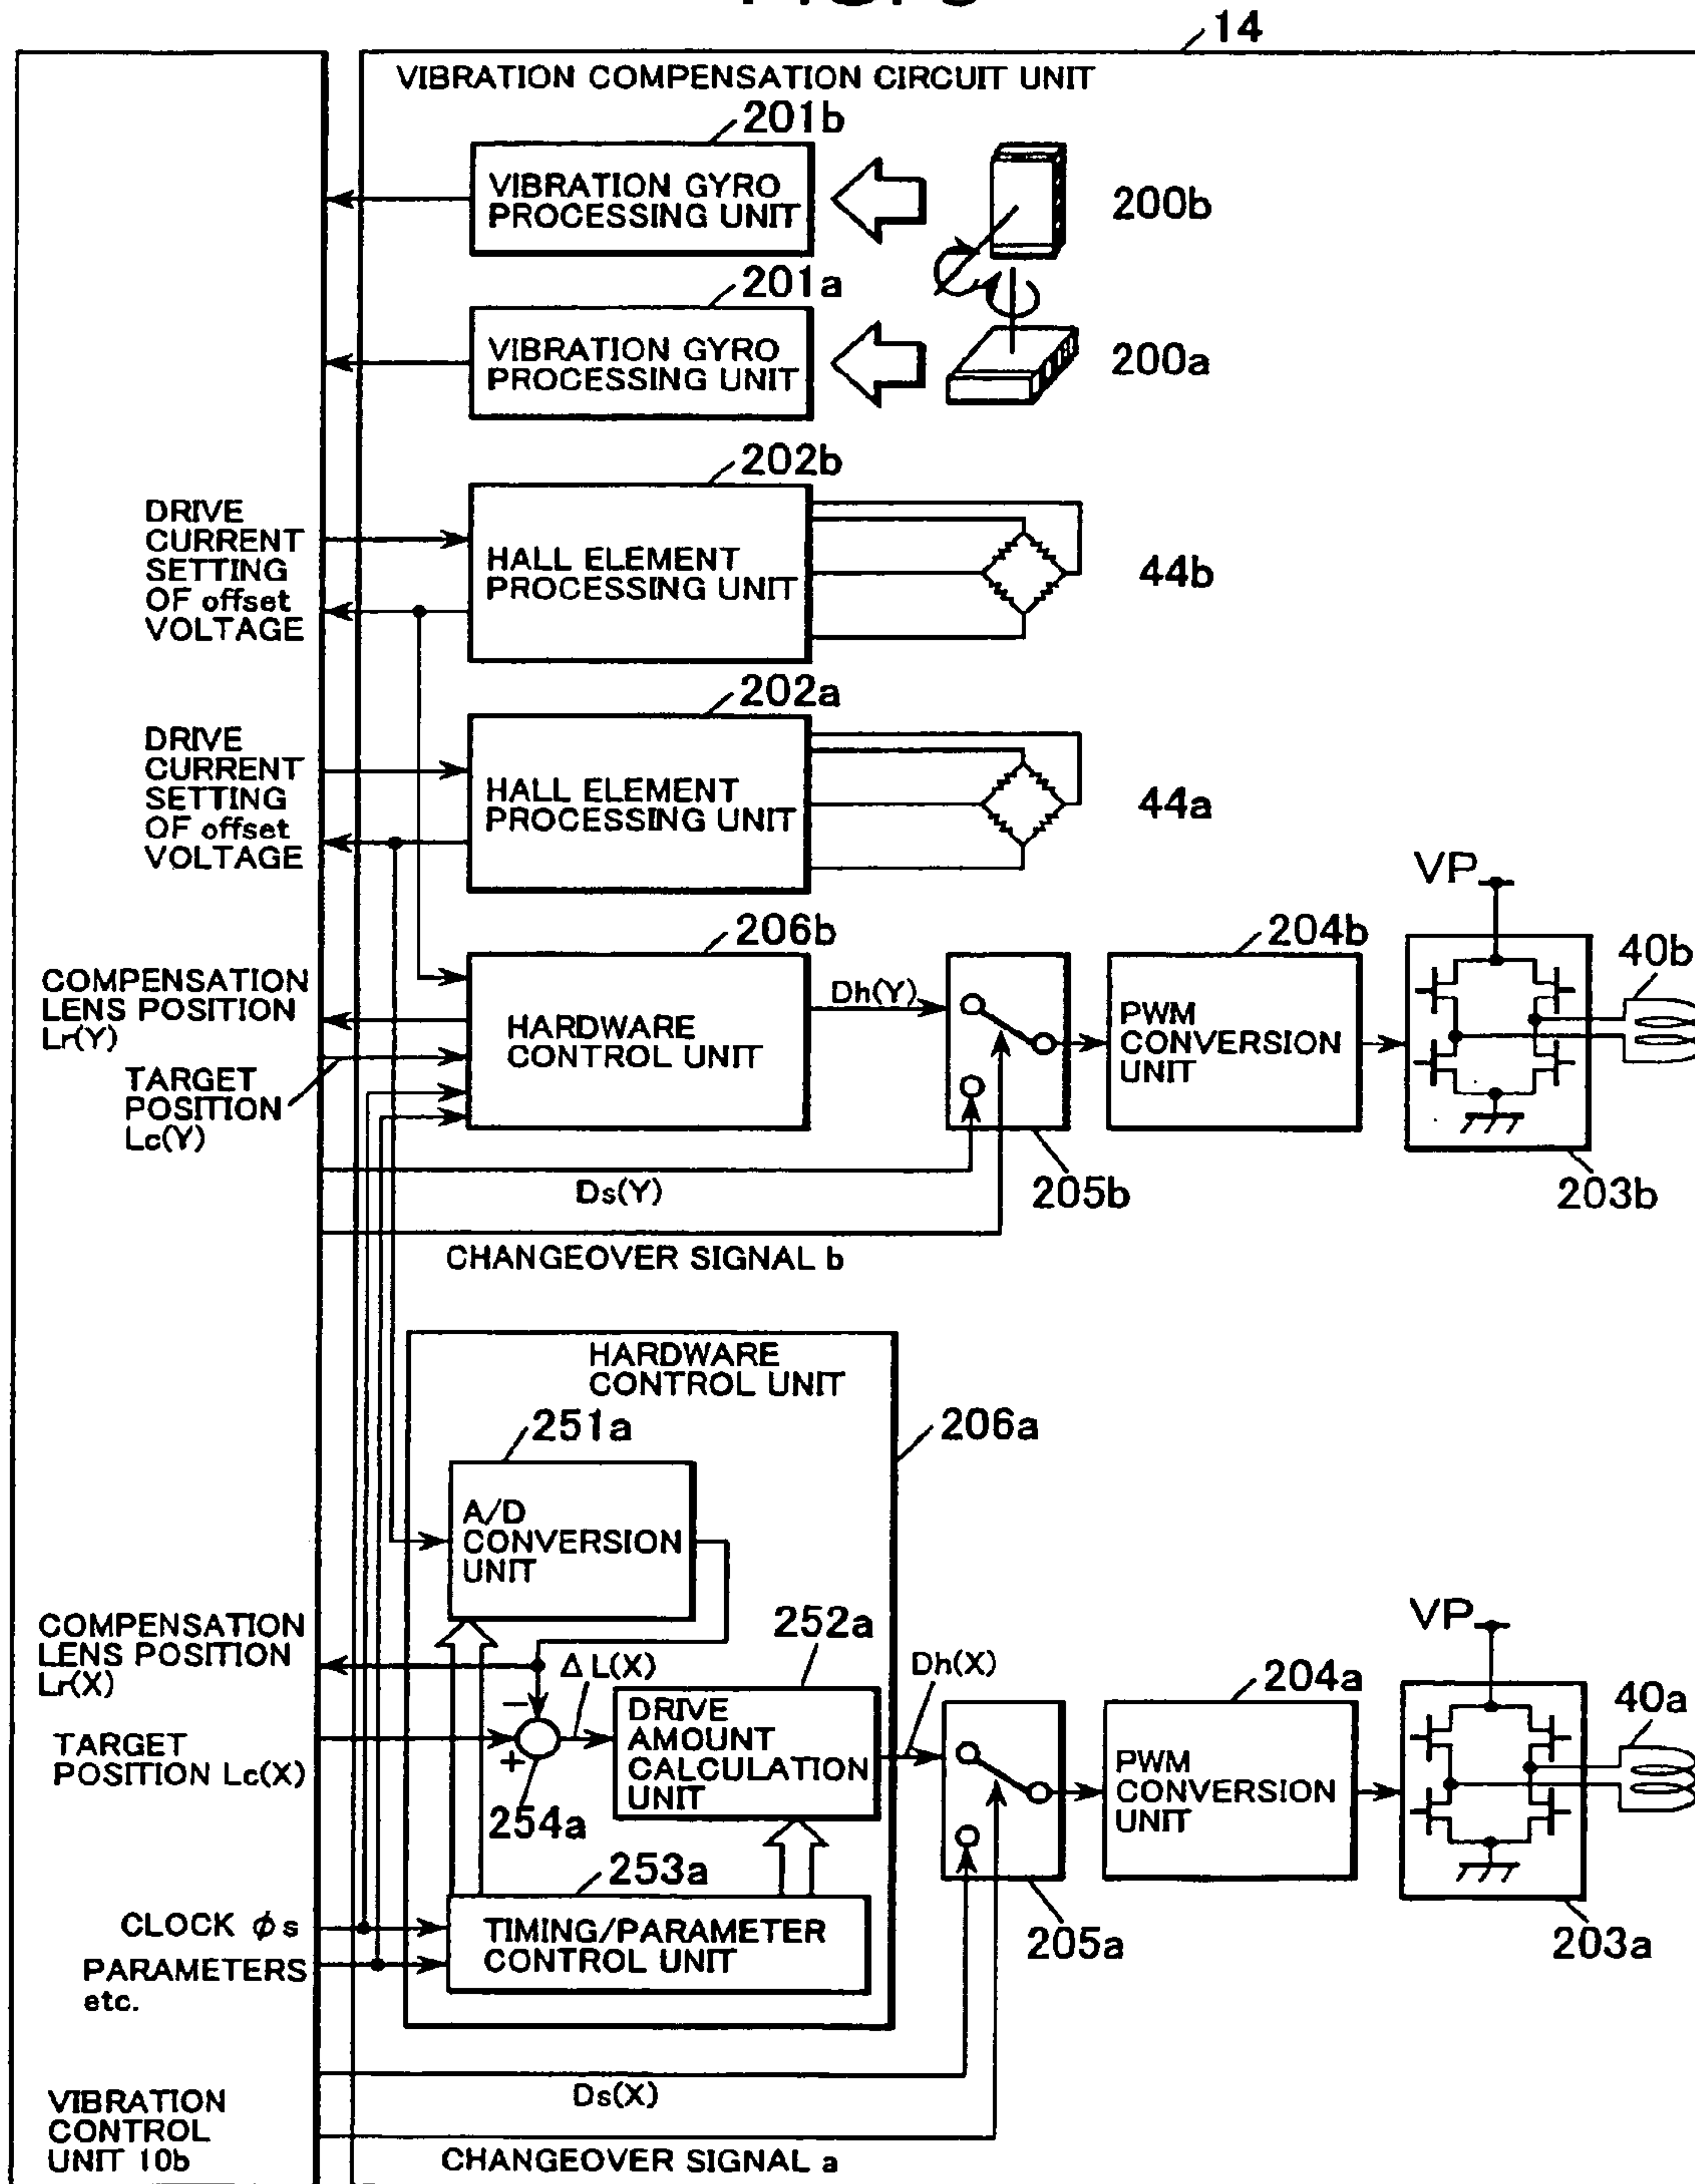 14
VIBRATION COMPENSATION CIRCUIT UNIT
201b
VIBRATION GYRO
PROCESSING UNIT
200b
201a
VIBRATION GYRO
PROCESSING UNIT
200a
202b
DRIVE
CURRENT
SETTING
OF offset
VOLTAGE
HALL ELEMENT
PROCESSING UNIT
44b
202a
DRIVE
CURRENT
SETTING
OF offset
VOLTAGE
HALL ELEMENT
PROCESSING UNIT
44a
VP
206b
204b
40b
COMPENSATION
LENS POSITION
Lr(Y)
HARDWARE
CONTROL UNIT
Dh(Y)
PWM
CONVERSION
UNIT
TARGET
POSITION
Lc(Y)
Ds(Y)
205b
203b
CHANGEOVER SIGNAL b
HARDWARE
CONTROL UNIT
251a
206a
A/D
CONVERSION
UNIT
COMPENSATION
LENS POSITION
Lr(X)
252a
VP
Δ L(X)
Dh(X)
204a
40a
−
+
TARGET
POSITION Lc(X)
DRIVE
AMOUNT
CALCULATION
UNIT
PWM
CONVERSION
UNIT
254a
253a
CLOCK ϕ s
TIMING/PARAMETER
CONTROL UNIT
205a
203a
PARAMETERS
etc.
Ds(X)
VIBRATION
CONTROL
UNIT 10b
CHANGEOVER SIGNAL a